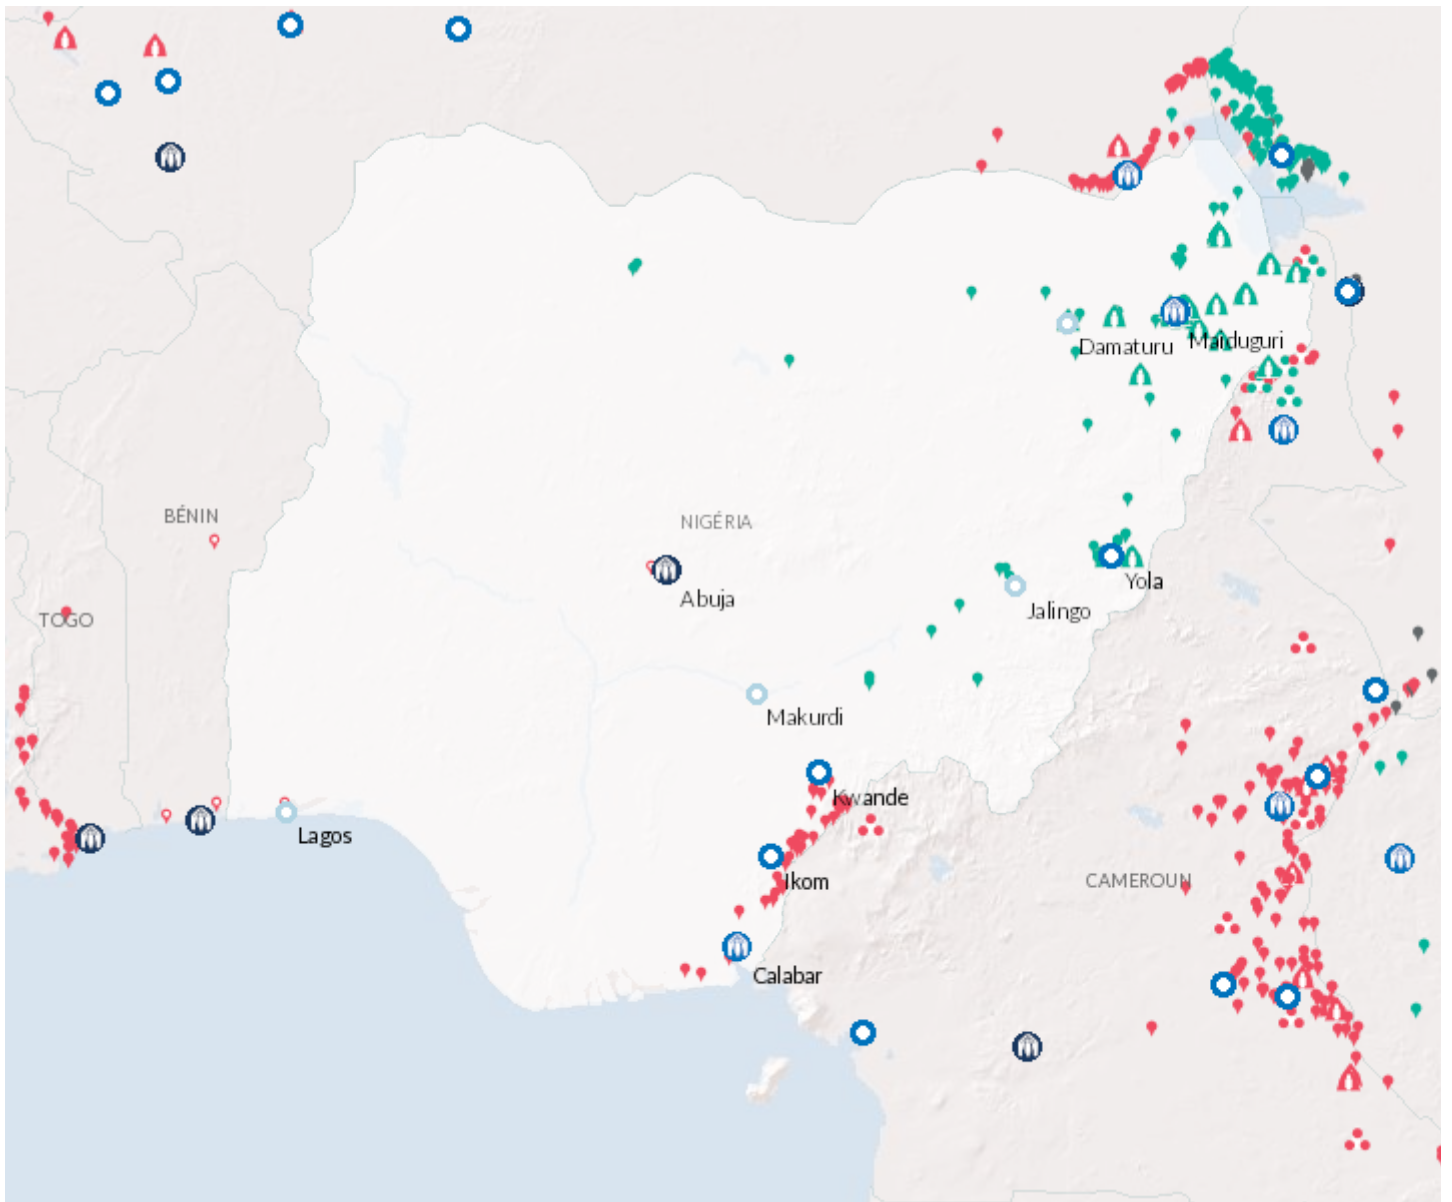 Damaturu
Maiduguri
BÉNIN
NIGÉRIA
Abuja
Yola
Jalingo
TOGO
Makurdi
Kwande
Lagos
Ikom
CAMEROUN
Calabar